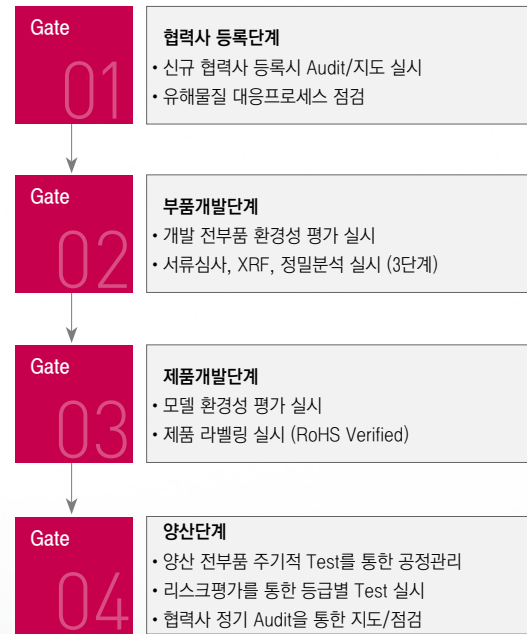 Gate
01
협력사 등록단계
• 신규 협력사 등록시 Audit/지도 실시
• 유해물질 대응프로세스 점검
Gate
02
부품개발단계
• 개발 전부품 환경성 평가 실시
• 서류심사, XRF, 정밀분석 실시 (3단계)
Gate
03
제품개발단계
• 모델 환경성 평가 실시
• 제품 라벨링 실시 (RoHS Verified)
Gate
04
양산단계
• 양산 전부품 주기적 Test를 통한 공정관리
• 리스크평가를 통한 등급별 Test 실시
• 협력사 정기 Audit을 통한 지도/점검